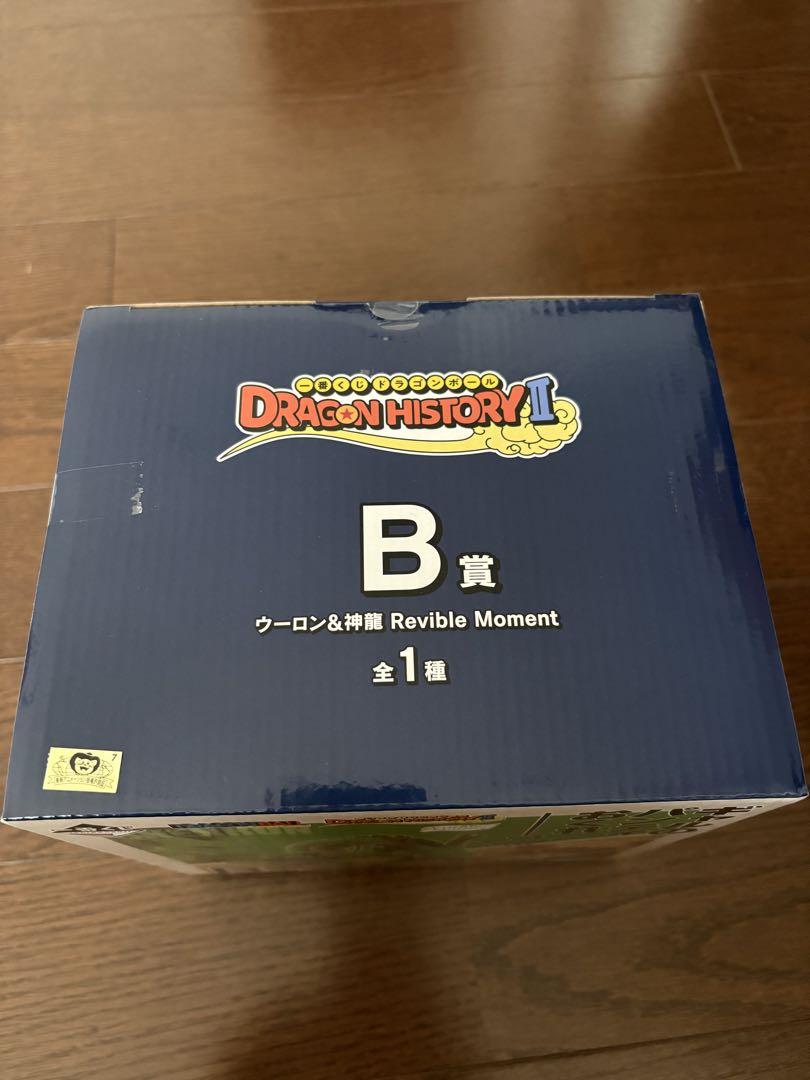 一番くじドラゴンボール
DRAGON HISTORY II
B賞
ウーロン&神龍 Revible Moment
全1種
7